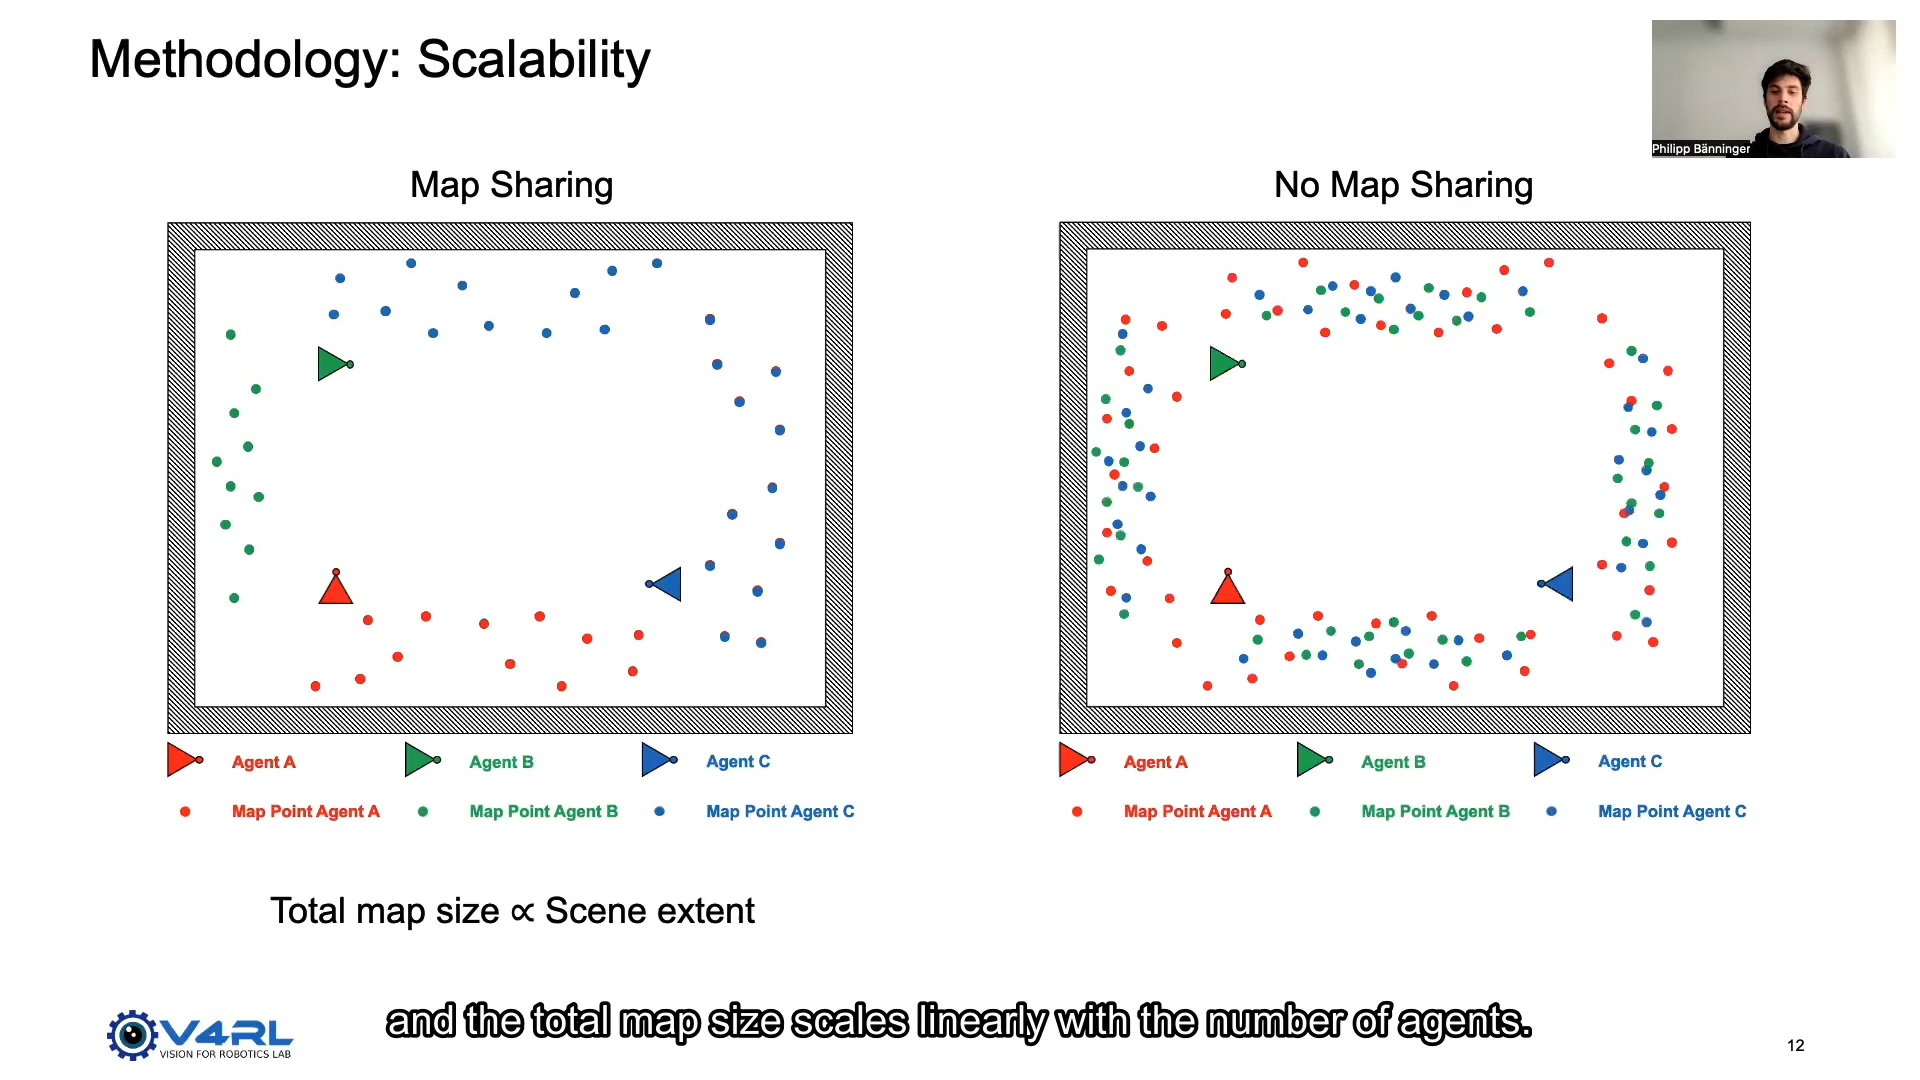 Methodology: Scalability
Philipp Bänninger
Map Sharing
No Map Sharing
Agent A
Agent B
Agent C
Map Point Agent A
Map Point Agent B
Map Point Agent C
Agent A
Agent B
Agent C
Map Point Agent A
Map Point Agent B
Map Point Agent C
Total map size ∝ Scene extent
and the total map size scales linearly with the number of agents.
V4RL
VISION FOR ROBOTICS LAB
12